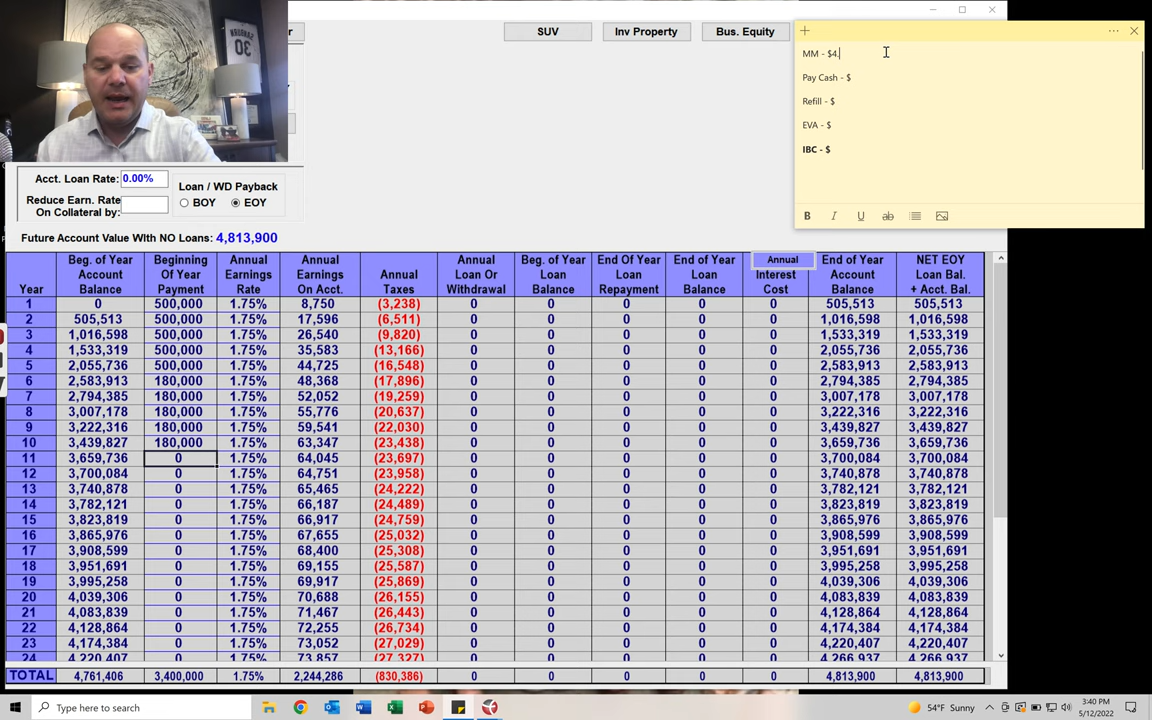 SUV Inv Property Bus. Equity
MM - $4.
Pay Cash - $
Refill - $
EVA - $
IBC - $
Acct. Loan Rate: 0.00%
Loan / WD Payback
Reduce Earn. Rate
On Collateral by:
BOY EOY
Future Account Value With NO Loans: 4,813,900
Year Beg. of Year Account Balance Beginning Of Year Payment Annual Earnings Rate Annual Earnings On Acct. Annual Taxes Annual Loan Or Withdrawal Beg. of Year Loan Balance End Of Year Loan Repayment End of Year Loan Balance Annual Interest Cost End of Year Account Balance NET EOY Loan Bal. + Acct. Bal.
1 0 500,000 1.75% 8,750 (3,238) 0 0 0 0 0 505,513 505,513
2 505,513 500,000 1.75% 17,596 (6,511) 0 0 0 0 0 1,016,598 1,016,598
3 1,016,598 500,000 1.75% 26,540 (9,820) 0 0 0 0 0 1,533,319 1,533,319
4 1,533,319 500,000 1.75% 35,583 (13,166) 0 0 0 0 0 2,055,736 2,055,736
5 2,055,736 500,000 1.75% 44,725 (16,548) 0 0 0 0 0 2,583,913 2,583,913
6 2,583,913 180,000 1.75% 48,368 (17,896) 0 0 0 0 0 2,794,385 2,794,385
7 2,794,385 180,000 1.75% 52,052 (19,259) 0 0 0 0 0 3,007,178 3,007,178
8 3,007,178 180,000 1.75% 55,776 (20,637) 0 0 0 0 0 3,222,316 3,222,316
9 3,222,316 180,000 1.75% 59,541 (22,030) 0 0 0 0 0 3,439,827 3,439,827
10 3,439,827 180,000 1.75% 63,347 (23,438) 0 0 0 0 0 3,659,736 3,659,736
11 3,659,736 0 1.75% 64,045 (23,697) 0 0 0 0 0 3,700,084 3,700,084
12 3,700,084 0 1.75% 64,751 (23,958) 0 0 0 0 0 3,740,878 3,740,878
13 3,740,878 0 1.75% 65,465 (24,222) 0 0 0 0 0 3,782,121 3,782,121
14 3,782,121 0 1.75% 66,187 (24,489) 0 0 0 0 0 3,823,819 3,823,819
15 3,823,819 0 1.75% 66,917 (24,759) 0 0 0 0 0 3,865,976 3,865,976
16 3,865,976 0 1.75% 67,655 (25,032) 0 0 0 0 0 3,908,599 3,908,599
17 3,908,599 0 1.75% 68,400 (25,308) 0 0 0 0 0 3,951,691 3,951,691
18 3,951,691 0 1.75% 69,155 (25,587) 0 0 0 0 0 3,995,258 3,995,258
19 3,995,258 0 1.75% 69,917 (25,869) 0 0 0 0 0 4,039,306 4,039,306
20 4,039,306 0 1.75% 70,688 (26,155) 0 0 0 0 0 4,083,839 4,083,839
21 4,083,839 0 1.75% 71,467 (26,443) 0 0 0 0 0 4,128,864 4,128,864
22 4,128,864 0 1.75% 72,255 (26,734) 0 0 0 0 0 4,174,384 4,174,384
23 4,174,384 0 1.75% 73,052 (27,029) 0 0 0 0 0 4,220,407 4,220,407
24 4,220,407 0 1.75% 73,857 (27,327) 0 0 0 0 0 4,266,937 4,266,937
TOTAL 4,761,406 3,400,000 1.75% 2,244,286 (830,386) 0 0 0 0 0 4,813,900 4,813,900
Type here to search
54°F Sunny
3:40 PM
5/12/2022